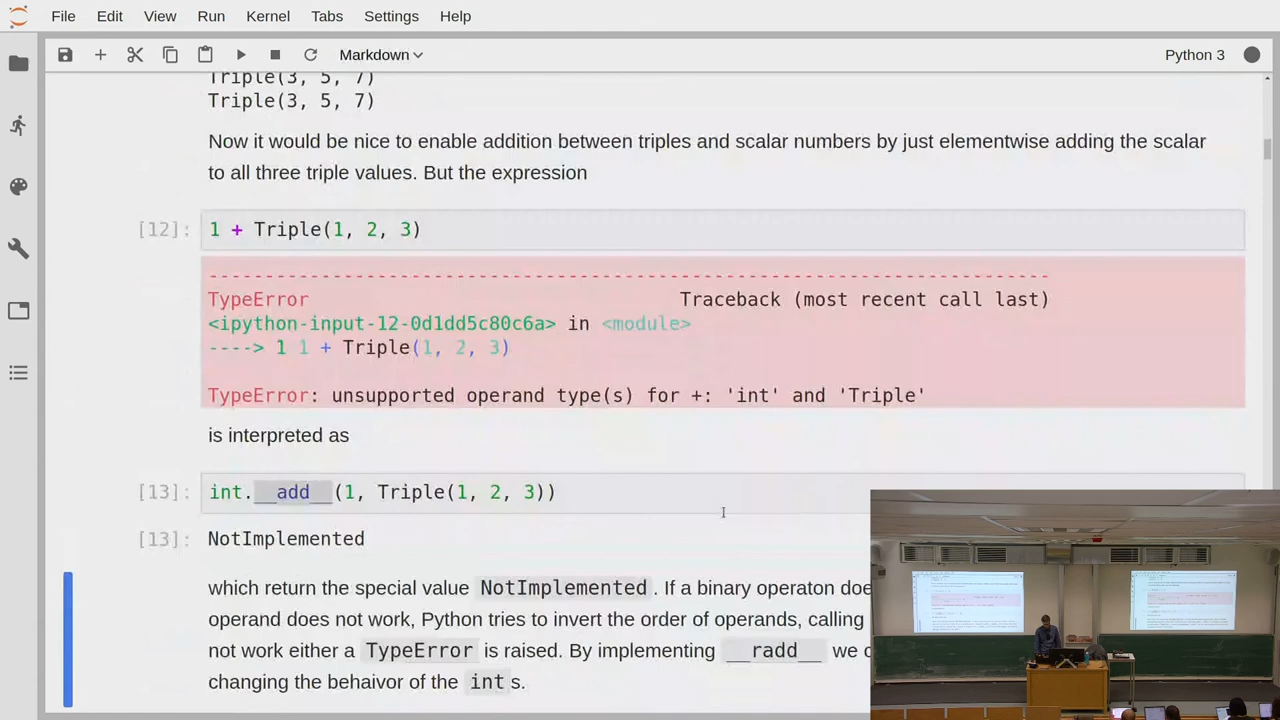 File Edit View Run Kernel Tabs Settings Help
Markdown Python 3
Triple(3, 5, 7)
Triple(3, 5, 7)
Now it would be nice to enable addition between triples and scalar numbers by just elementwise adding the scalar
to all three triple values. But the expression
[12]: 1 + Triple(1, 2, 3)
---------------------------------------------------------------------------
TypeError Traceback (most recent call last)
<ipython-input-12-0d1dd5c80c6a> in <module>
----> 1 1 + Triple(1, 2, 3)
TypeError: unsupported operand type(s) for +: 'int' and 'Triple'
is interpreted as
[13]: int.__add__(1, Triple(1, 2, 3))
[13]: NotImplemented
which return the special value NotImplemented. If a binary operaton doe
operand does not work, Python tries to invert the order of operands, calling
not work either a TypeError is raised. By implementing __radd__ we c
changing the behaivor of the ints.